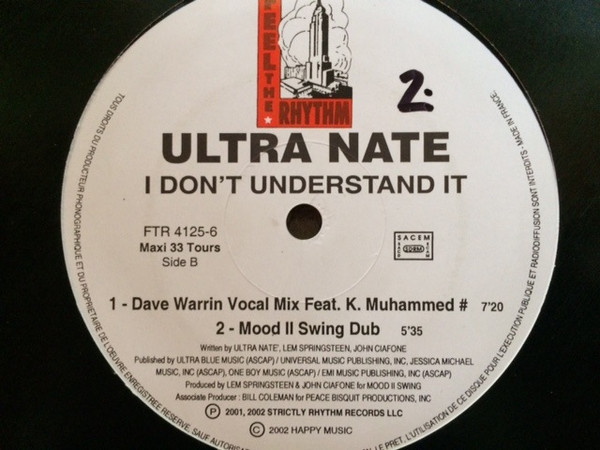 FEEL THE
RHYTHM
2.
ULTRA NATE
I DON'T UNDERSTAND IT
FTR 4125-6
Maxi 33 Tours
Side B
SACEM
SDRM
1 - Dave Warrin Vocal Mix Feat. K. Muhammed # 7'20
2 - Mood II Swing Dub 5'35
Written by ULTRA NATE', LEM SPRINGSTEEN, JOHN CIAFONE
Published by ULTRA BLUE MUSIC (ASCAP) / UNIVERSAL MUSIC PUBLISHING, INC, JESSICA MICHAEL
MUSIC, INC (ASCAP), ONE BOY MUSIC (ASCAP) / EMI MUSIC PUBLISHING, INC (ASCAP)
Produced by LEM SPRINGSTEEN & JOHN CIAFONE for MOOD II SWING
Associate Producer : BILL COLEMAN for PEACE BISQUIT PRODUCTIONS, INC
Ⓟ 2001, 2002 STRICTLY RHYTHM RECORDS LLC
© 2002 HAPPY MUSIC
TOUS DROITS DU PRODUCTEUR PHONOGRAPHIQUE ET DU PROPRIETAIRE DE L'OEUVRE ENREGISTREE RESERVE. SAUF AUTORISA LE PRET, L'UTILISATION DE CE DISQUE POUR L'EXECUTION PUBLIQUE ET RADIODIFFUSION SONT INTERDITS - MADE IN FRANCE.